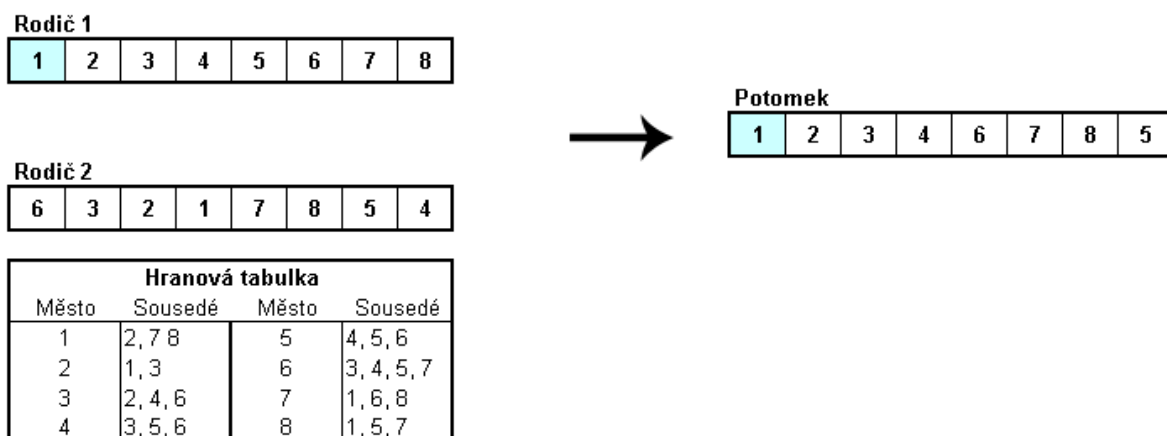 Rodič 1
1 2 3 4 5 6 7 8
Potomek
1 2 3 4 6 7 8 5
Rodič 2
6 3 2 1 7 8 5 4
Hranová tabulka
Město Sousedé Město Sousedé
1 2, 7 8 5 4, 5, 6
2 1, 3 6 3, 4, 5, 7
3 2, 4, 6 7 1, 6, 8
4 3, 5, 6 8 1, 5, 7